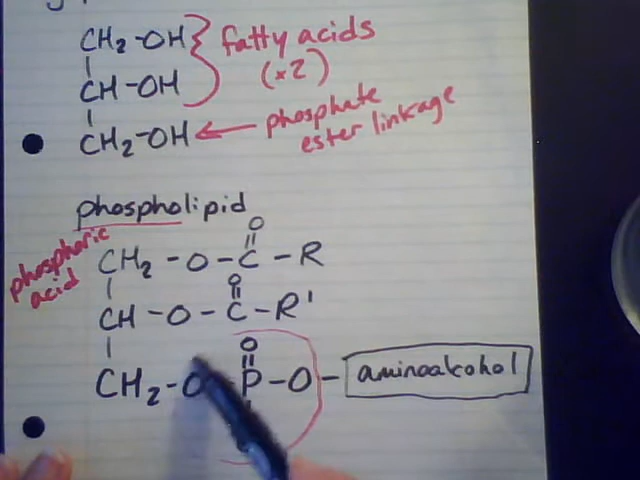 CH2-OH } fatty acids
CH-OH (x2)
CH2-OH ← phosphate
ester linkage
phospholipid
phosphoric
acid
O
CH2-O-C-R
O
CH-O-C-R'
O
CH2-O-P-O-aminoalcohol